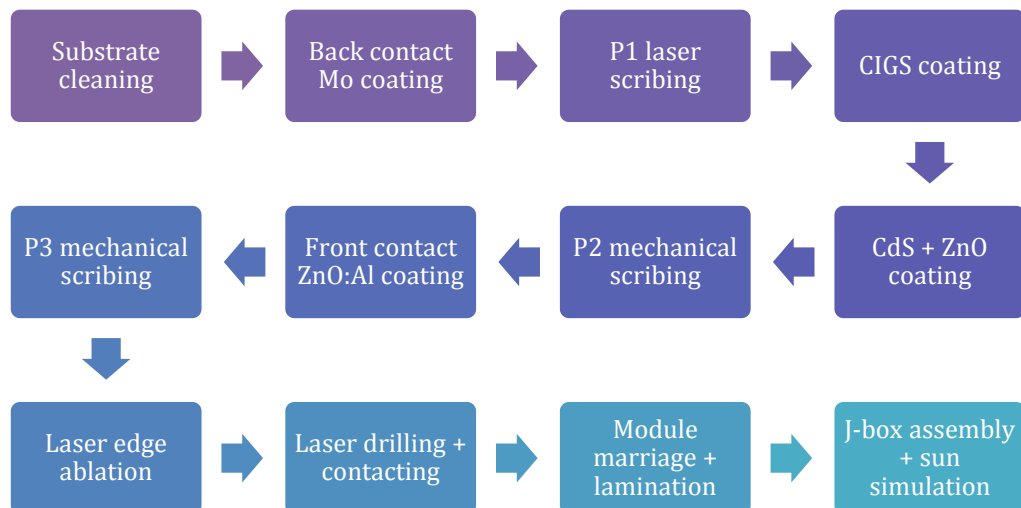 Substrate
cleaning
Back contact
Mo coating
P1 laser
scribing
CIGS coating
CdS + ZnO
coating
P2 mechanical
scribing
Front contact
ZnO:Al coating
P3 mechanical
scribing
Laser edge
ablation
Laser drilling +
contacting
Module
marriage +
lamination
J-box assembly
+ sun
simulation